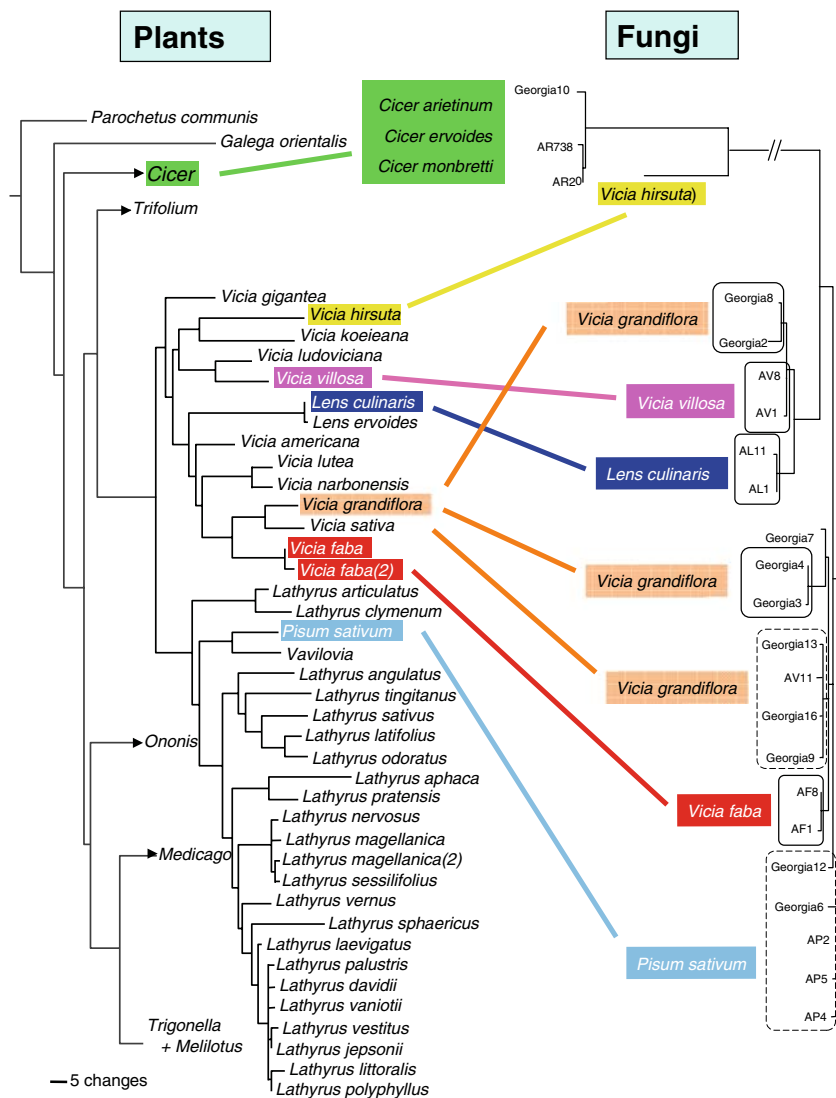 Plants
Fungi
Parochetus communis
Galega orientalis
Cicer
Trifolium
Vicia gigantea
Vicia hirsuta
Vicia koeieana
Vicia ludoviciana
Vicia villosa
Lens culinaris
Lens ervoides
Vicia americana
Vicia lutea
Vicia narbonensis
Vicia grandiflora
Vicia sativa
Vicia faba
Vicia faba(2)
Lathyrus articulatus
Lathyrus clymenum
Pisum sativum
Vavilovia
Lathyrus angulatus
Lathyrus tingitanus
Lathyrus sativus
Lathyrus latifolius
Lathyrus odoratus
Ononis
Lathyrus aphaca
Lathyrus pratensis
Lathyrus nervosus
Lathyrus magellanica
Medicago
Lathyrus magellanica(2)
Lathyrus sessilifolius
Lathyrus vernus
Lathyrus sphaericus
Lathyrus laevigatus
Lathyrus palustris
Lathyrus davidii
Lathyrus vaniotii
Lathyrus vestitus
Lathyrus jepsonii
Lathyrus littoralis
Lathyrus polyphyllus
Trigonella
+ Melilotus
5 changes
Cicer arietinum
Cicer ervoides
Cicer monbretti
Georgia10
AR738
AR20
Vicia hirsuta)
//
Vicia grandiflora
Georgia8
Georgia2
Vicia villosa
AV8
AV1
Lens culinaris
AL11
AL1
Georgia7
Vicia grandiflora
Georgia4
Georgia3
Vicia grandiflora
Georgia13
AV11
Georgia16
Georgia9
Vicia faba
AF8
AF1
Pisum sativum
Georgia12
Georgia6
AP2
AP5
AP4